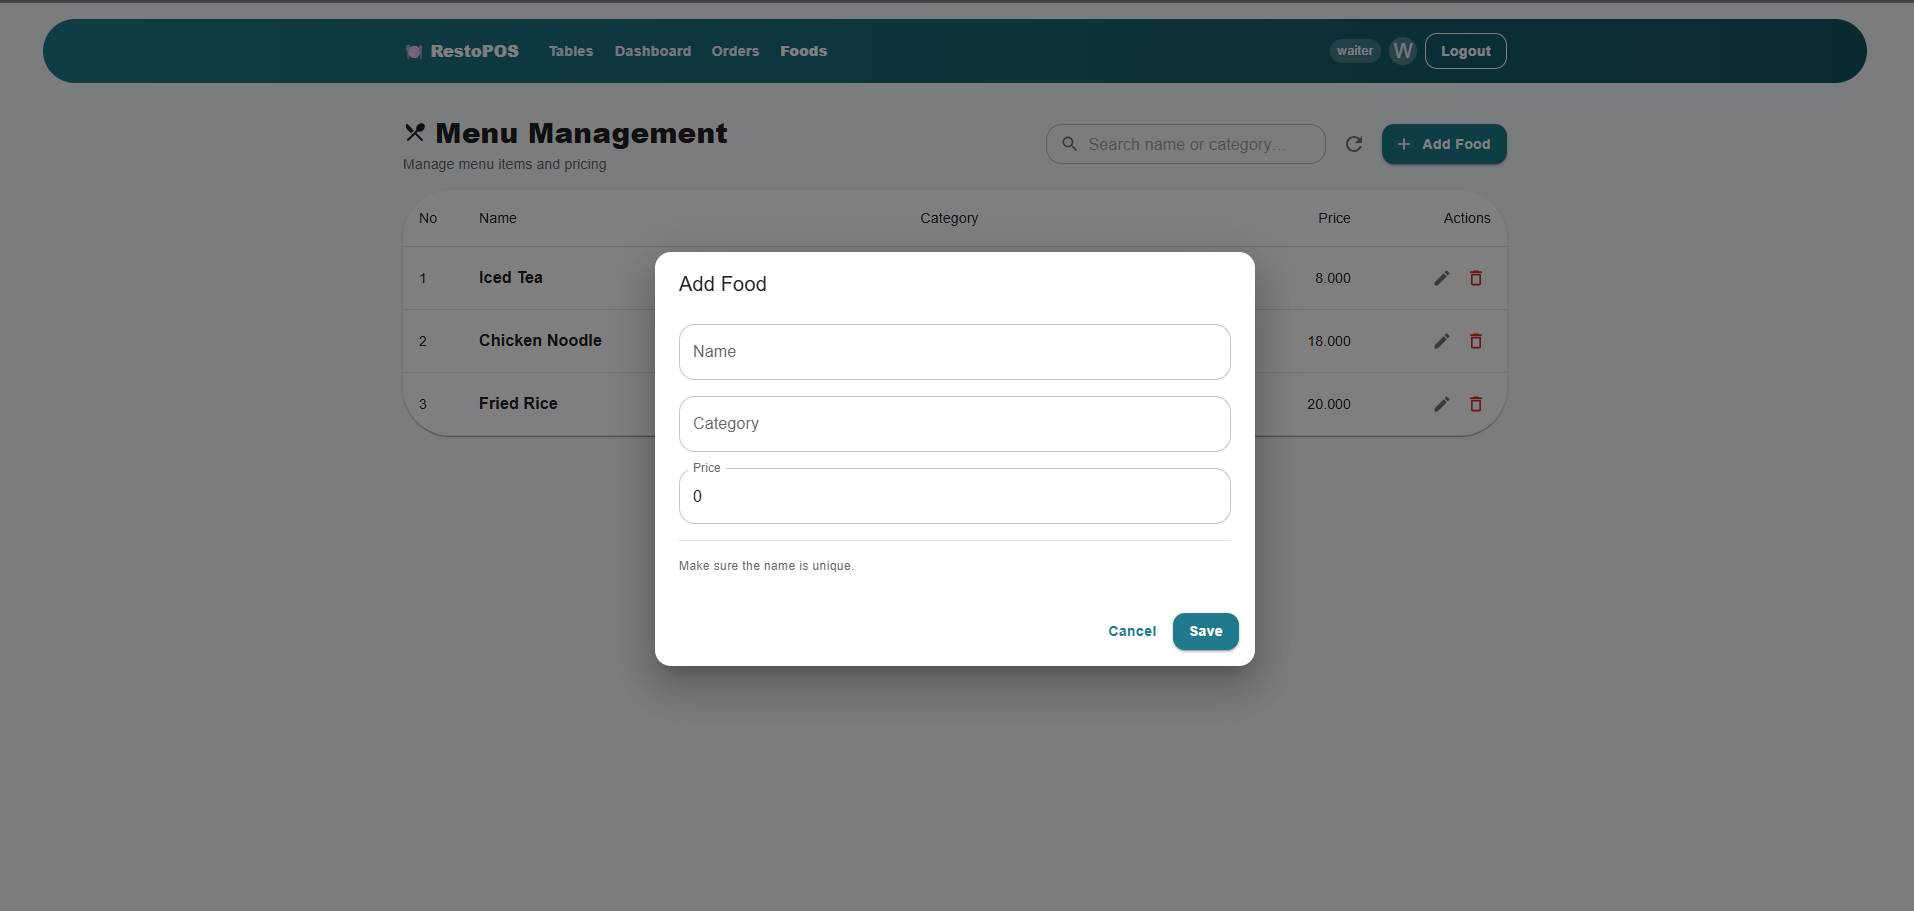 RestoPOS Tables Dashboard Orders Foods waiter W Logout
Menu Management
Manage menu items and pricing
Search name or category...
Add Food
No Name Category Price Actions
1 Iced Tea 8.000
2 Chicken Noodle 18.000
3 Fried Rice 20.000
Add Food
Name
Category
Price
0
Make sure the name is unique.
Cancel Save